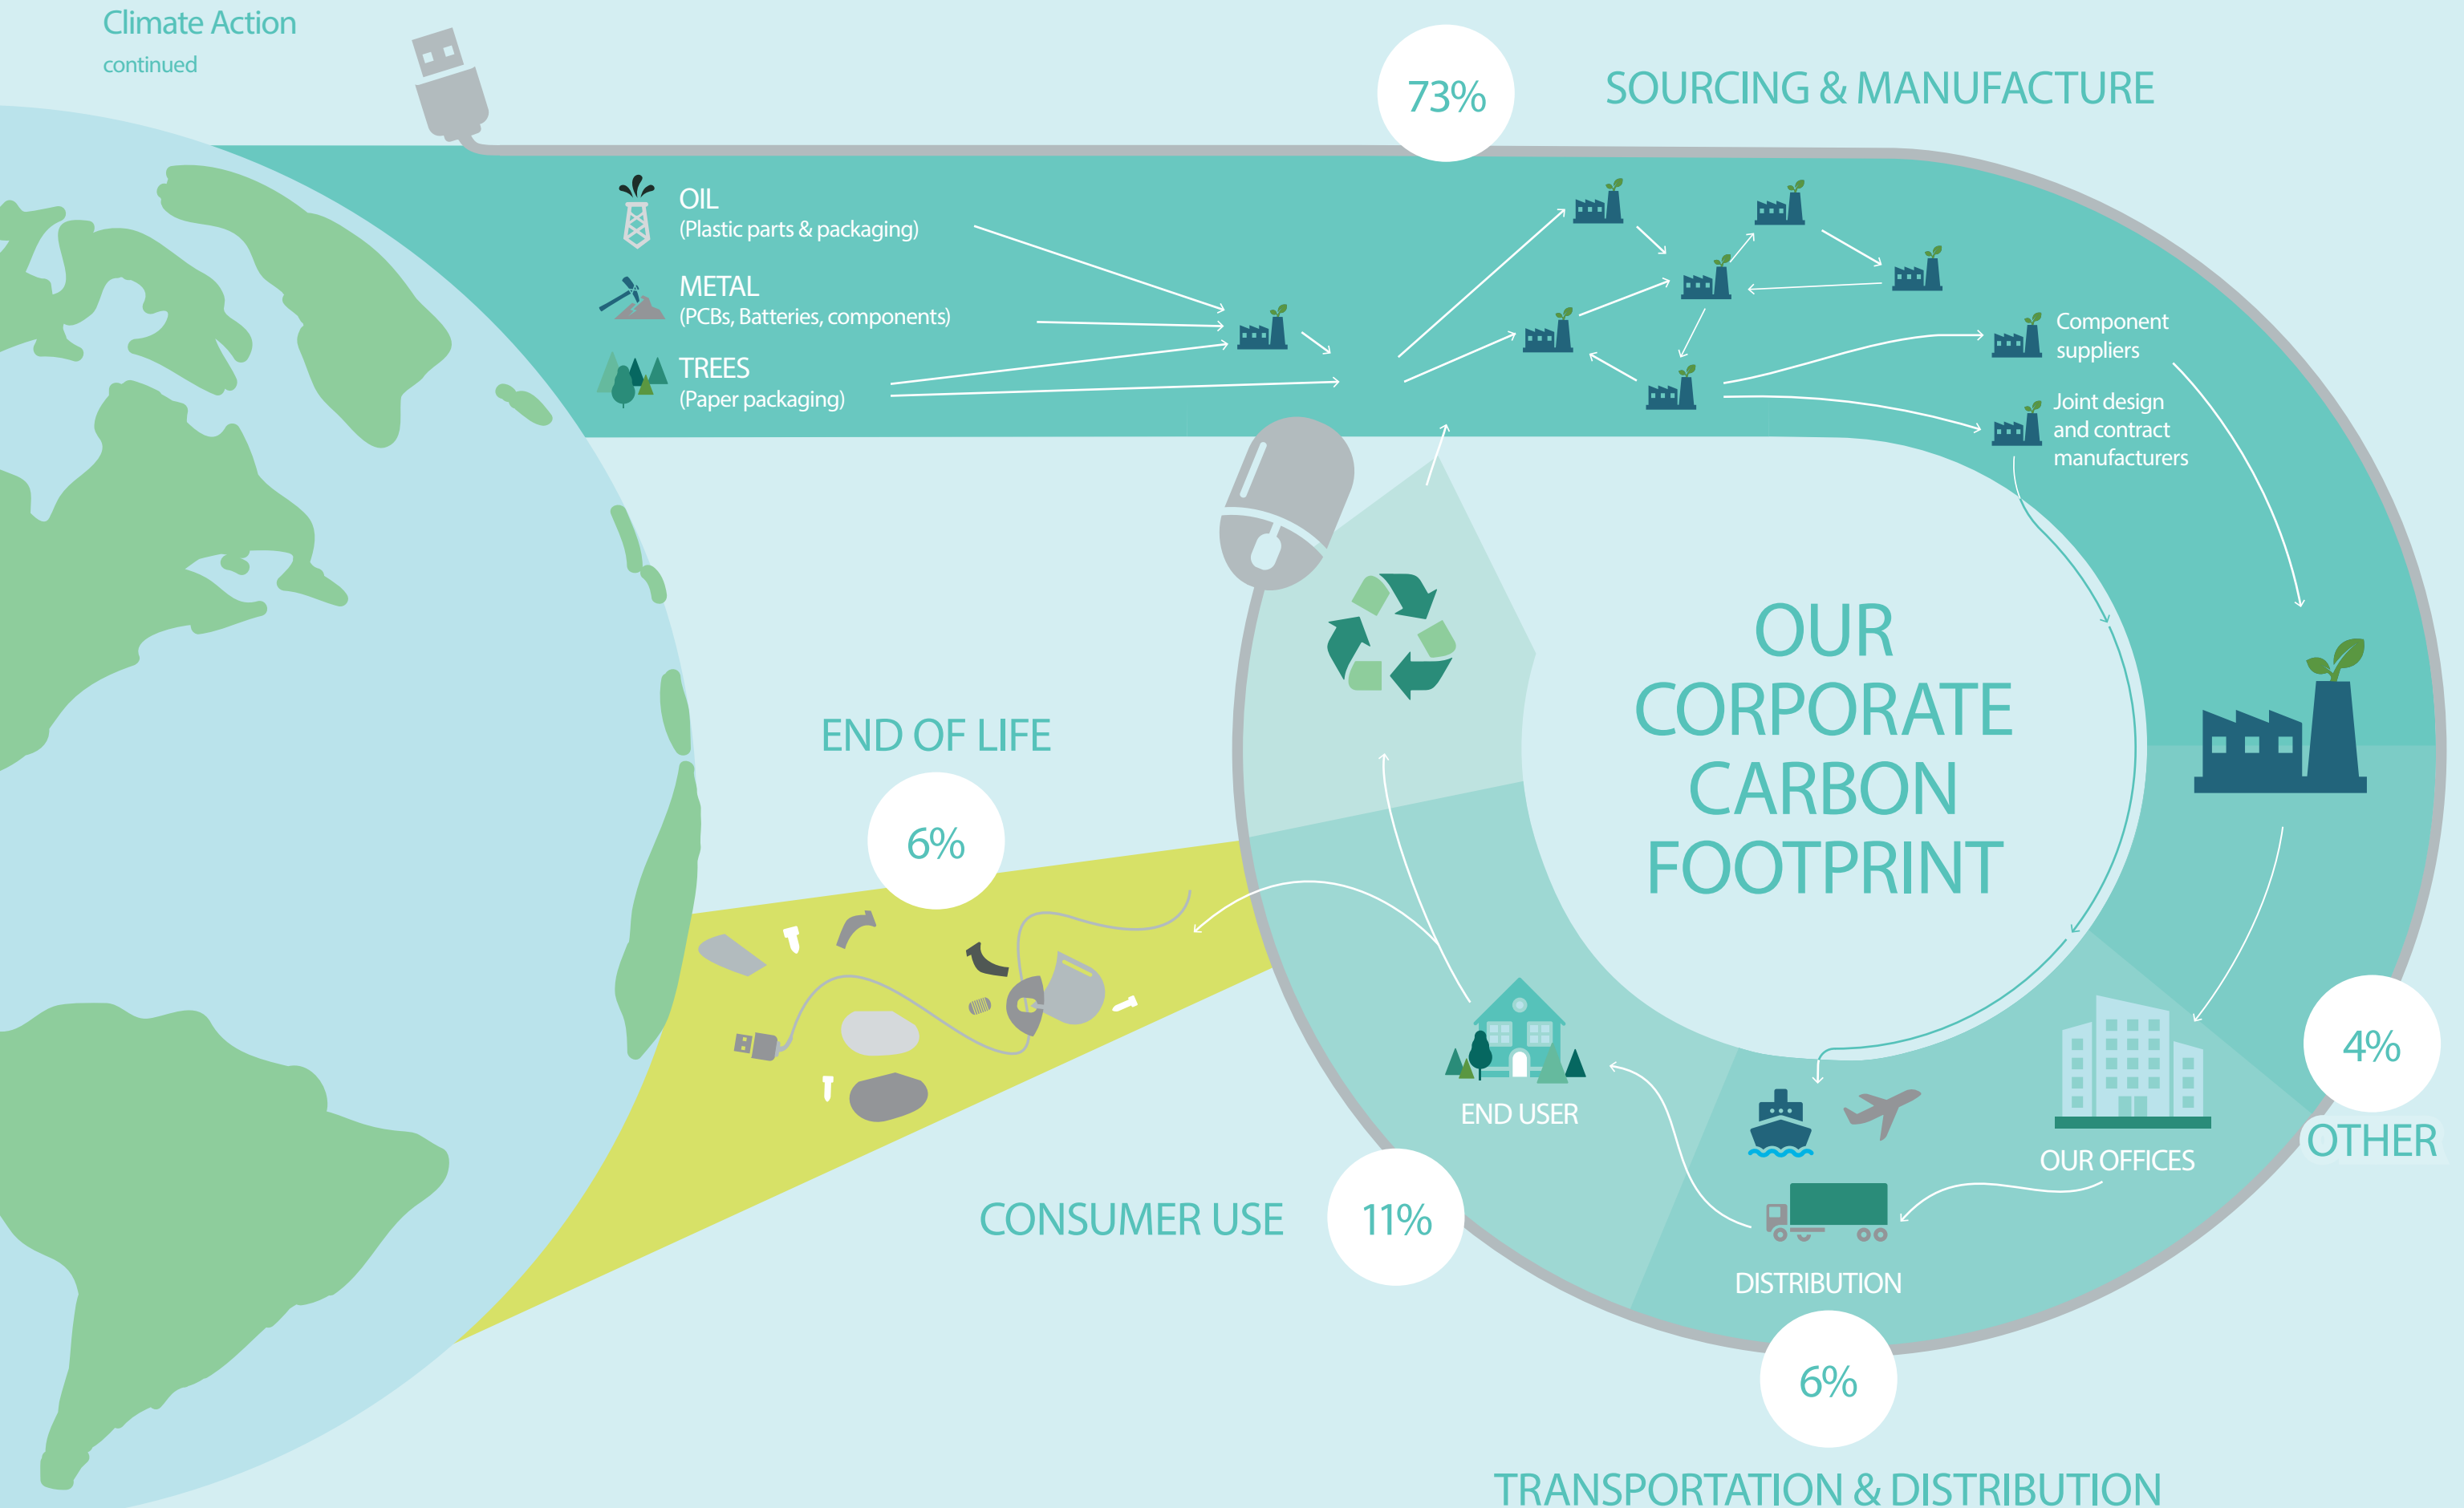 Climate Action
continued
73%
SOURCING & MANUFACTURE
OIL
(Plastic parts & packaging)
METAL
(PCBs, Batteries, components)
TREES
(Paper packaging)
Component
suppliers
Joint design
and contract
manufacturers
OUR
CORPORATE
CARBON
FOOTPRINT
END OF LIFE
6%
4%
OTHER
OUR OFFICES
END USER
CONSUMER USE
11%
DISTRIBUTION
6%
TRANSPORTATION & DISTRIBUTION